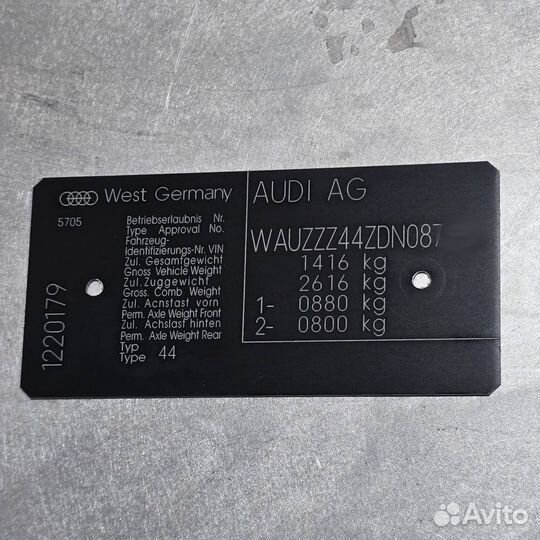 West Germany
5705
Betriebserlaubnis Nr.
Type Approval No.
Fahrzeug-
Identifizierungs-Nr. VIN
Zul. Gesamtgewicht
Gnoss Vehicle Weight
Zul. Zuggewicht
Gross. Comb Weight
Zul. Acnstast vorn
Perm. Axle Weight Front
Zul. Achslast hinten
Perm. Axle Weight Rear
Typ
Type 44
1220179
AUDI AG
WAUZZZ44ZDN087
1416 kg
2616 kg
1- 0880 kg
2- 0800 kg
Avito